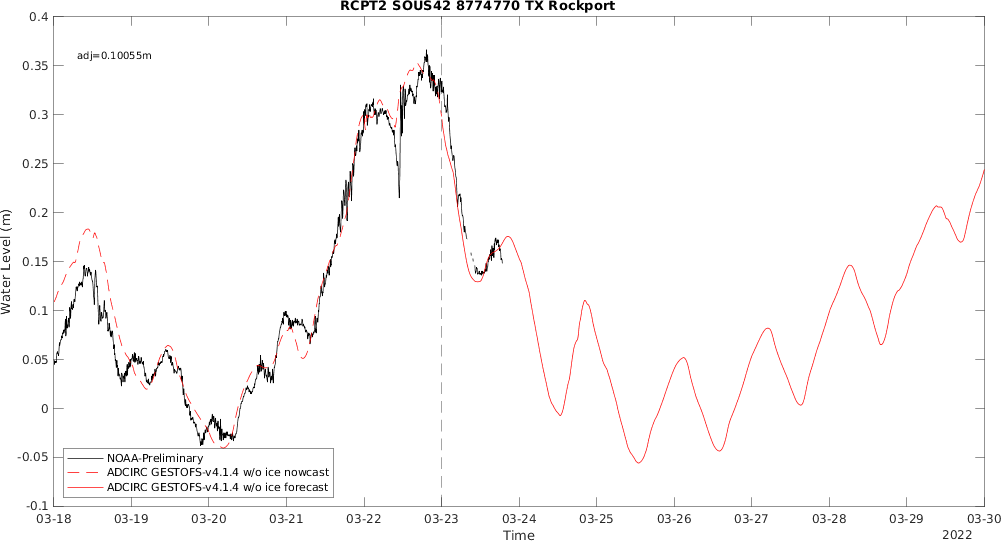 RCPT2 SOUS42 8774770 TX Rockport
adj=0.10055m
0.4
0.35
0.3
0.25
0.2
0.15
0.1
0.05
0
-0.05
-0.1
Water Level (m)
NOAA-Preliminary
ADCIRC GESTOFS-v4.1.4 w/o ice nowcast
ADCIRC GESTOFS-v4.1.4 w/o ice forecast
03-18 03-19 03-20 03-21 03-22 03-23 03-24 03-25 03-26 03-27 03-28 03-29 03-30
Time
2022